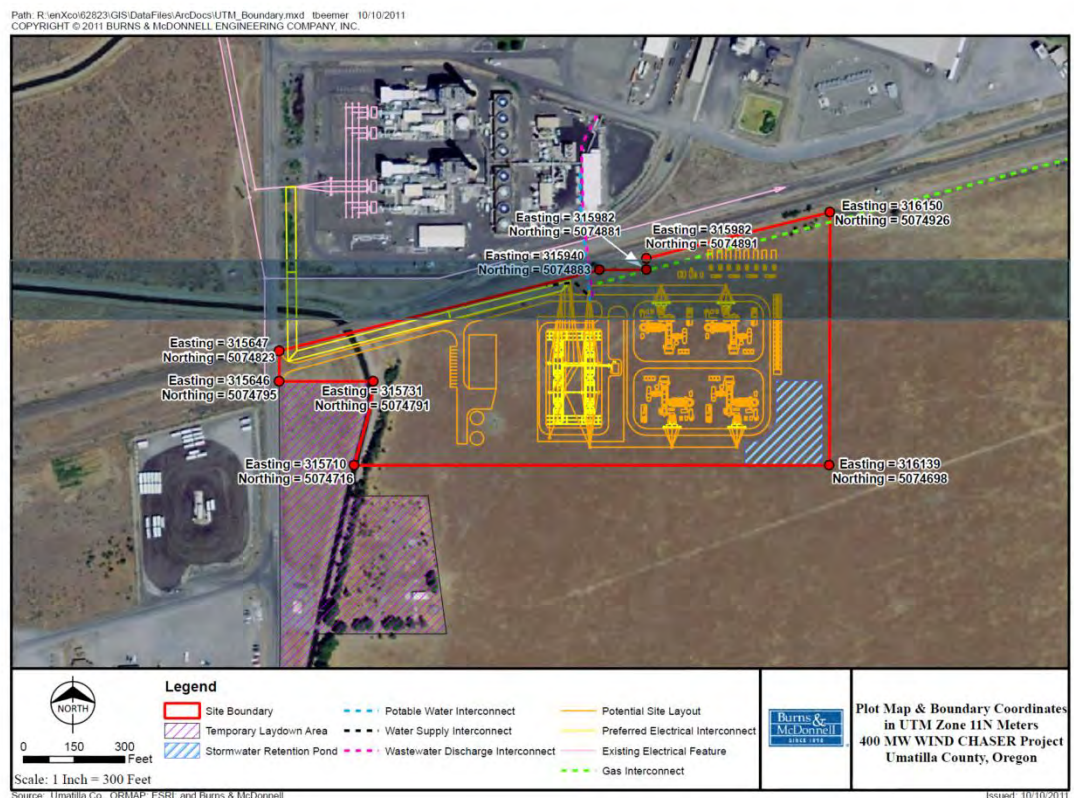 Path: R:\enXco\62823\GIS\DataFiles\ArcDocs\UTM_Boundary.mxd tbeemer 10/10/2011
COPYRIGHT © 2011 BURNS & McDONNELL ENGINEERING COMPANY, INC.
Easting = 316150
Northing = 5074926
Easting = 315982
Northing = 5074881
Easting = 315982
Northing = 5074891
Easting = 315940
Northing = 5074883
Easting = 315647
Northing = 5074823
Easting = 315646
Northing = 5074795
Easting = 315731
Northing = 5074791
Easting = 315710
Northing = 5074716
Easting = 316139
Northing = 5074698
NORTH
0 150 300
Feet
Scale: 1 Inch = 300 Feet
Legend
Site Boundary
Temporary Laydown Area
Stormwater Retention Pond
Potable Water Interconnect
Water Supply Interconnect
Wastewater Discharge Interconnect
Potential Site Layout
Preferred Electrical Interconnect
Existing Electrical Feature
Gas Interconnect
Burns &
McDonnell
SINCE 1898
Plot Map & Boundary Coordinates
in UTM Zone 11N Meters
400 MW WIND CHASER Project
Umatilla County, Oregon
Source: Umatilla Co., ORMAP; ESRI; and Burns & McDonnell
Issued: 10/10/2011